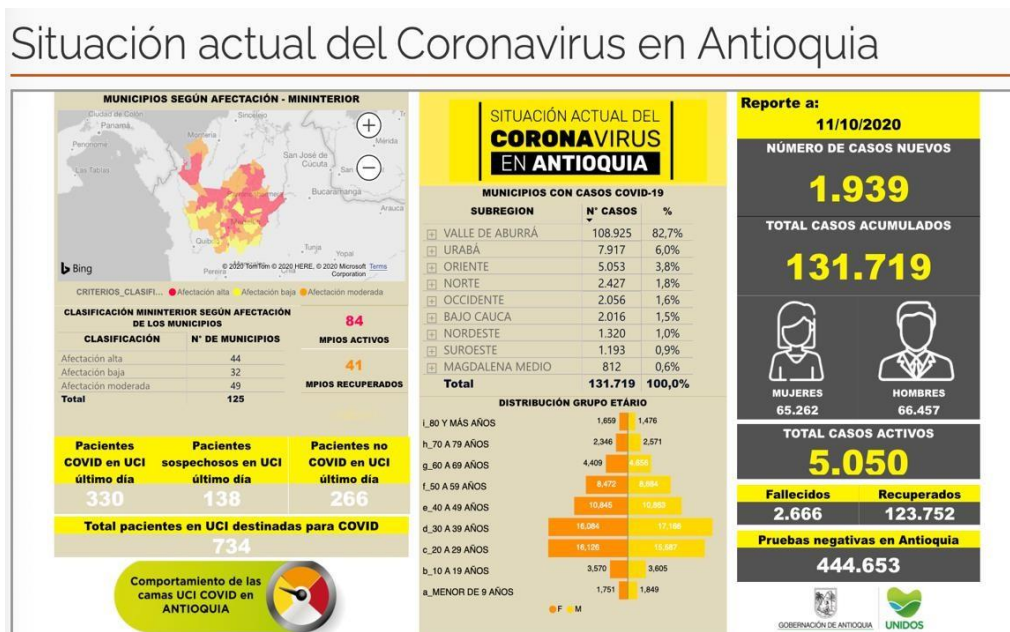 Situación actual del Coronavirus en Antioquia
MUNICIPIOS SEGÚN AFECTACIÓN - MININTERIOR
Ciudad de Colón
Panamá
Penonomé
Las Tablas
Sincelejo
Montería
San José de
Cúcuta
Mérida
Bucaramanga
Arauca
Quibdó
Tunja
Yopal
Pereira
Bing
© 2020 TomTom © 2020 HERE, © 2020 Microsoft Terms
Corporation
CRITERIOS_CLASIFI... Afectación alta Afectación baja Afectación moderada
CLASIFICACIÓN MININTERIOR SEGÚN AFECTACIÓN
DE LOS MUNICIPIOS
CLASIFICACIÓN N° DE MUNICIPIOS
Afectación alta 44
Afectación baja 32
Afectación moderada 49
Total 125
84
MPIOS ACTIVOS
41
MPIOS RECUPERADOS
Pacientes
COVID en UCI
último día
330
Pacientes
sospechosos en UCI
último día
138
Pacientes no
COVID en UCI
último día
266
Total pacientes en UCI destinadas para COVID
734
Comportamiento de las
camas UCI COVID en
ANTIOQUIA
SITUACIÓN ACTUAL DEL
CORONAVIRUS
EN ANTIOQUIA
MUNICIPIOS CON CASOS COVID-19
SUBREGION N° CASOS %
VALLE DE ABURRÁ 108.925 82,7%
URABÁ 7.917 6,0%
ORIENTE 5.053 3,8%
NORTE 2.427 1,8%
OCCIDENTE 2.056 1,6%
BAJO CAUCA 2.016 1,5%
NORDESTE 1.320 1,0%
SUROESTE 1.193 0,9%
MAGDALENA MEDIO 812 0,6%
Total 131.719 100,0%
DISTRIBUCIÓN GRUPO ETÁRIO
i_80 Y MÁS AÑOS 1,659 1,476
h_70 A 79 AÑOS 2,346 2,571
g_60 A 69 AÑOS 4,409
f_50 A 59 AÑOS 8,472
e_40 A 49 AÑOS 10,845
d_30 A 39 AÑOS 16,084
c_20 A 29 AÑOS 16,126
b_10 A 19 AÑOS 3,570 3,605
a_MENOR DE 9 AÑOS 1,751 1,849
F M
Reporte a:
11/10/2020
NÚMERO DE CASOS NUEVOS
1.939
TOTAL CASOS ACUMULADOS
131.719
MUJERES
65.262
HOMBRES
66.457
TOTAL CASOS ACTIVOS
5.050
Fallecidos Recuperados
2.666 123.752
Pruebas negativas en Antioquia
444.653
GOBERNACIÓN DE ANTIOQUIA
UNIDOS